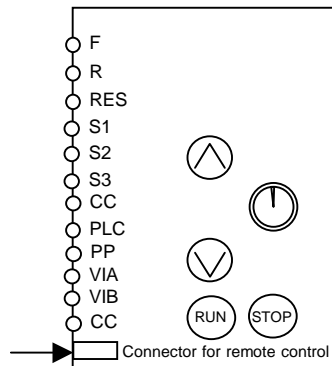 F
R
RES
S1
S2
S3
CC
PLC
PP
VIA
VIB
CC
RUN
STOP
Connector for remote control